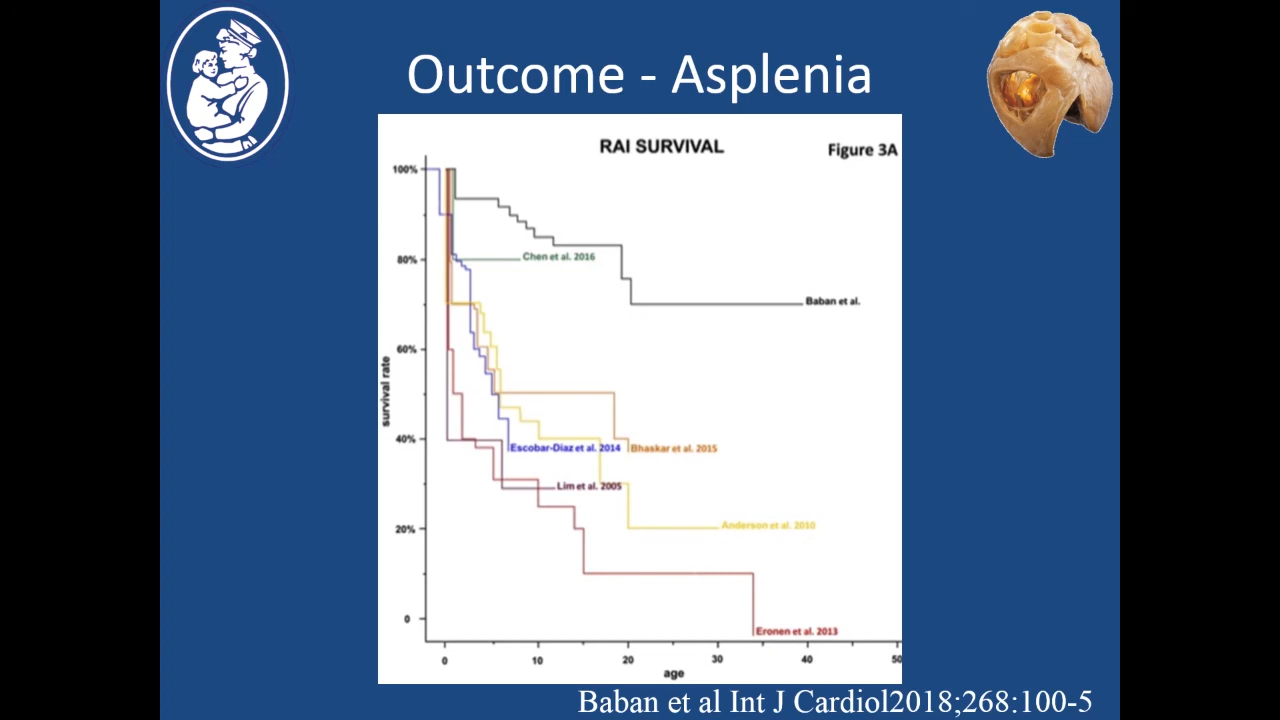 Outcome - Asplenia
RAI SURVIVAL
Figure 3A
100%
80%
60%
40%
20%
0
survival rate
Chen et al. 2016
Baban et al.
Escobar-Diaz et al. 2014
Bhaskar et al. 2015
Lim et al. 2005
Anderson et al. 2010
Eronen et al. 2013
0 10 20 30 40 50
age
Baban et al Int J Cardiol2018;268:100-5